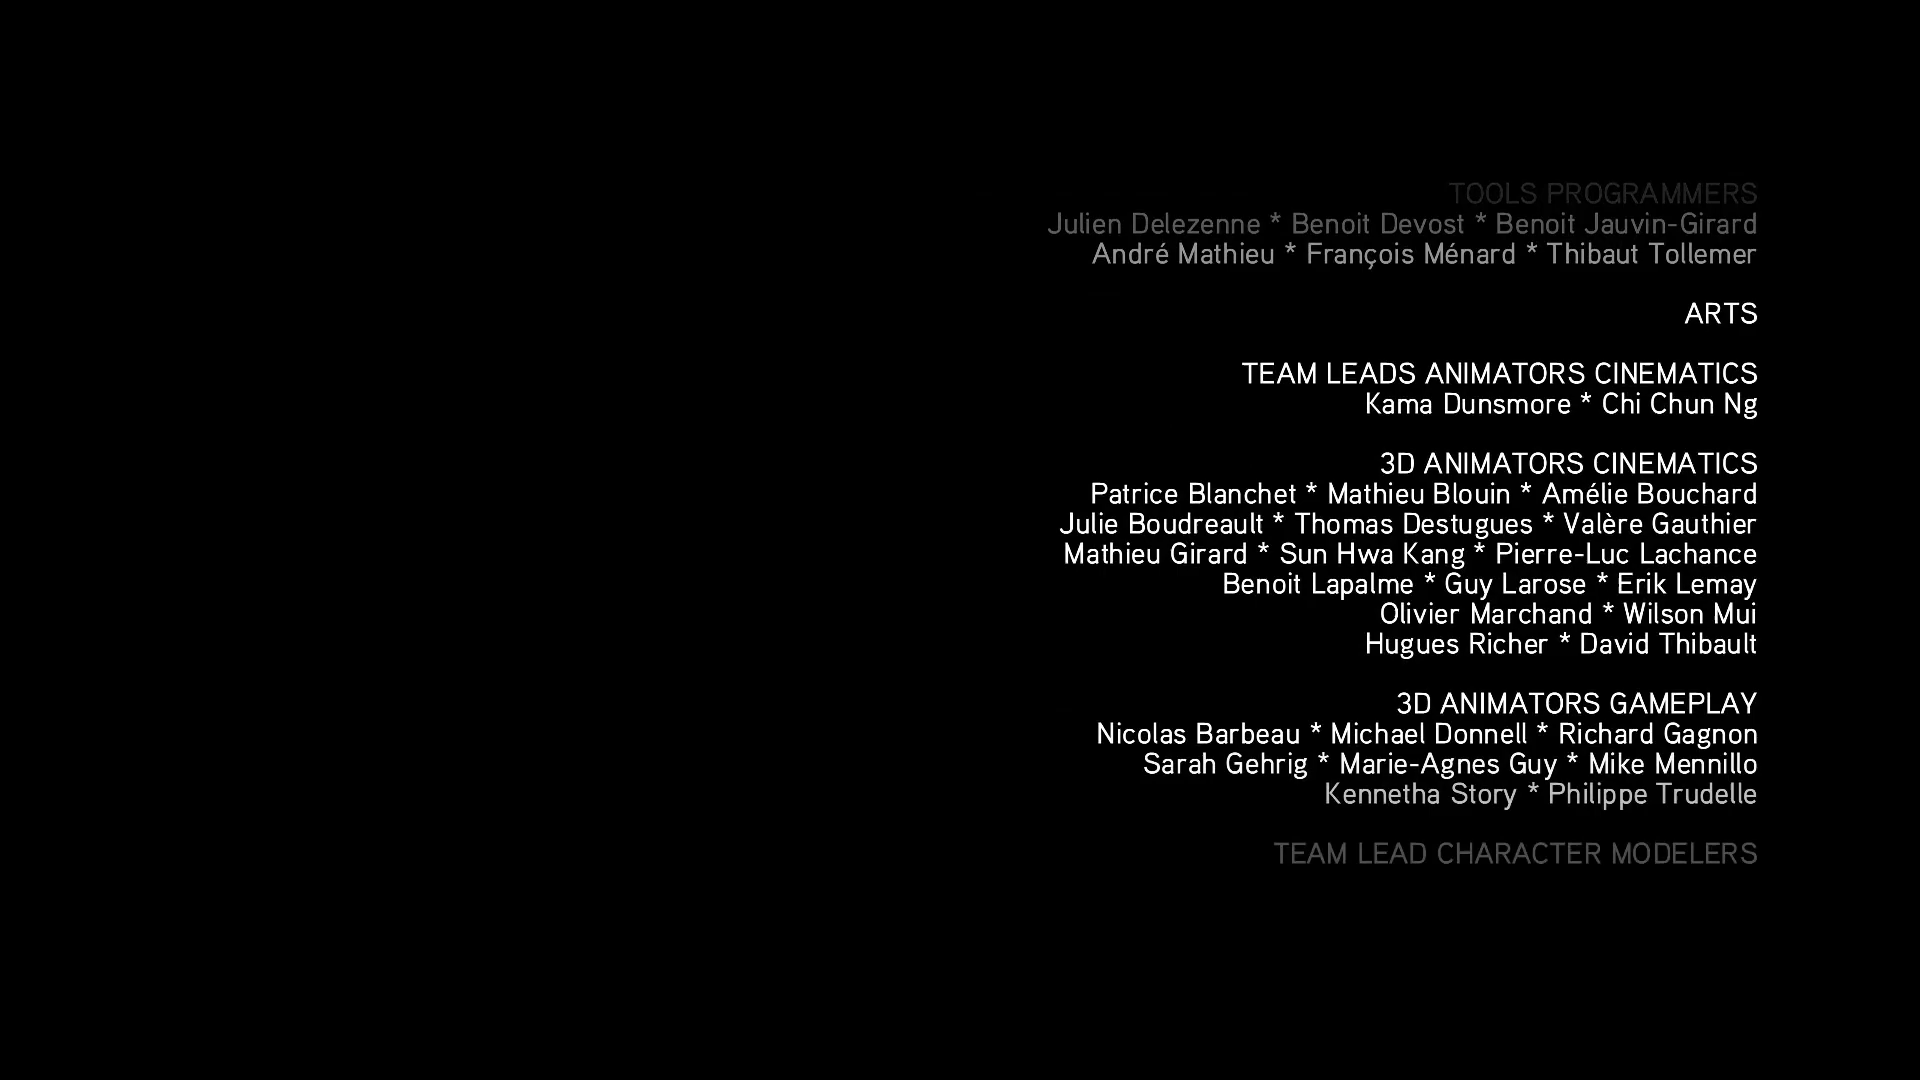 TOOLS PROGRAMMERS
Julien Delezenne * Benoit Devost * Benoit Jauvin-Girard
André Mathieu * François Ménard * Thibaut Tollemer
ARTS
TEAM LEADS ANIMATORS CINEMATICS
Kama Dunsmore * Chi Chun Ng
3D ANIMATORS CINEMATICS
Patrice Blanchet * Mathieu Blouin * Amélie Bouchard
Julie Boudreault * Thomas Destugues * Valère Gauthier
Mathieu Girard * Sun Hwa Kang * Pierre-Luc Lachance
Benoit Lapalme * Guy Larose * Erik Lemay
Olivier Marchand * Wilson Mui
Hugues Richer * David Thibault
3D ANIMATORS GAMEPLAY
Nicolas Barbeau * Michael Donnell * Richard Gagnon
Sarah Gehrig * Marie-Agnes Guy * Mike Mennillo
Kennetha Story * Philippe Trudelle
TEAM LEAD CHARACTER MODELERS